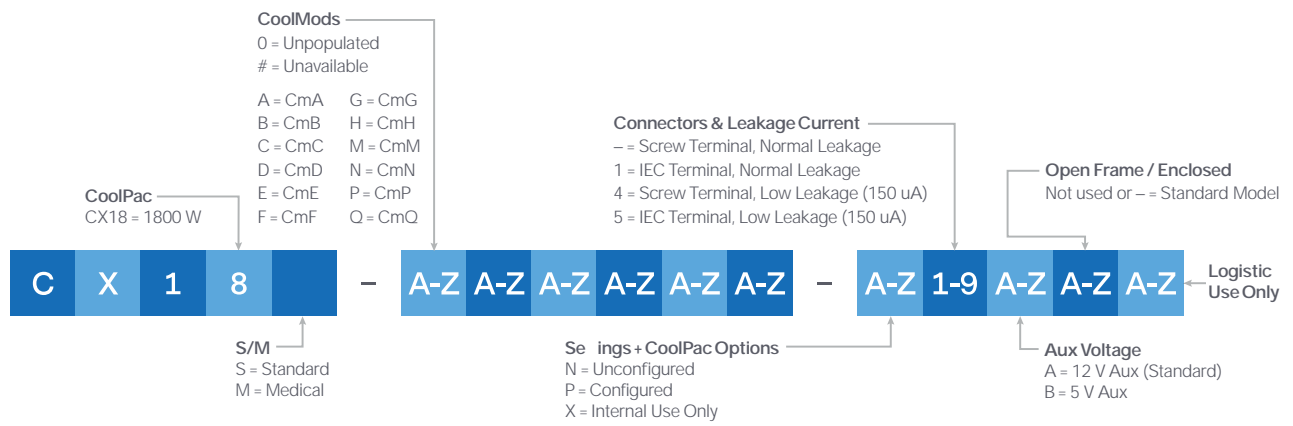 CoolMods
0 = Unpopulated
# = Unavailable
A = CmA G = CmG
B = CmB H = CmH
C = CmC M = CmM
D = CmD N = CmN
E = CmE P = CmP
F = CmF Q = CmQ
CoolPac
CX18 = 1800 W
Connectors & Leakage Current
– = Screw Terminal, Normal Leakage
1 = IEC Terminal, Normal Leakage
4 = Screw Terminal, Low Leakage (150 uA)
5 = IEC Terminal, Low Leakage (150 uA)
Open Frame / Enclosed
Not used or – = Standard Model
C X 1 8 – A-Z A-Z A-Z A-Z A-Z A-Z – A-Z 1-9 A-Z A-Z A-Z
Logistic
Use Only
S/M
S = Standard
M = Medical
Se ings + CoolPac Options
N = Unconfigured
P = Configured
X = Internal Use Only
Aux Voltage
A = 12 V Aux (Standard)
B = 5 V Aux